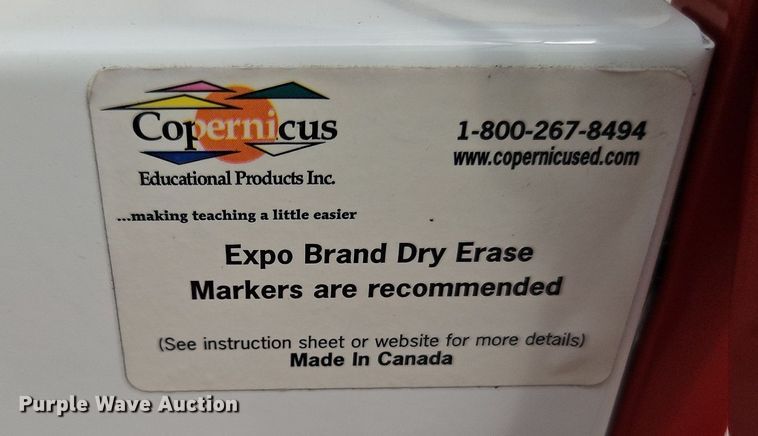 Copernicus
Educational Products Inc.
...making teaching a little easier
1-800-267-8494
www.copernicused.com
Expo Brand Dry Erase
Markers are recommended
(See instruction sheet or website for more details)
Made In Canada
Purple Wave Auction